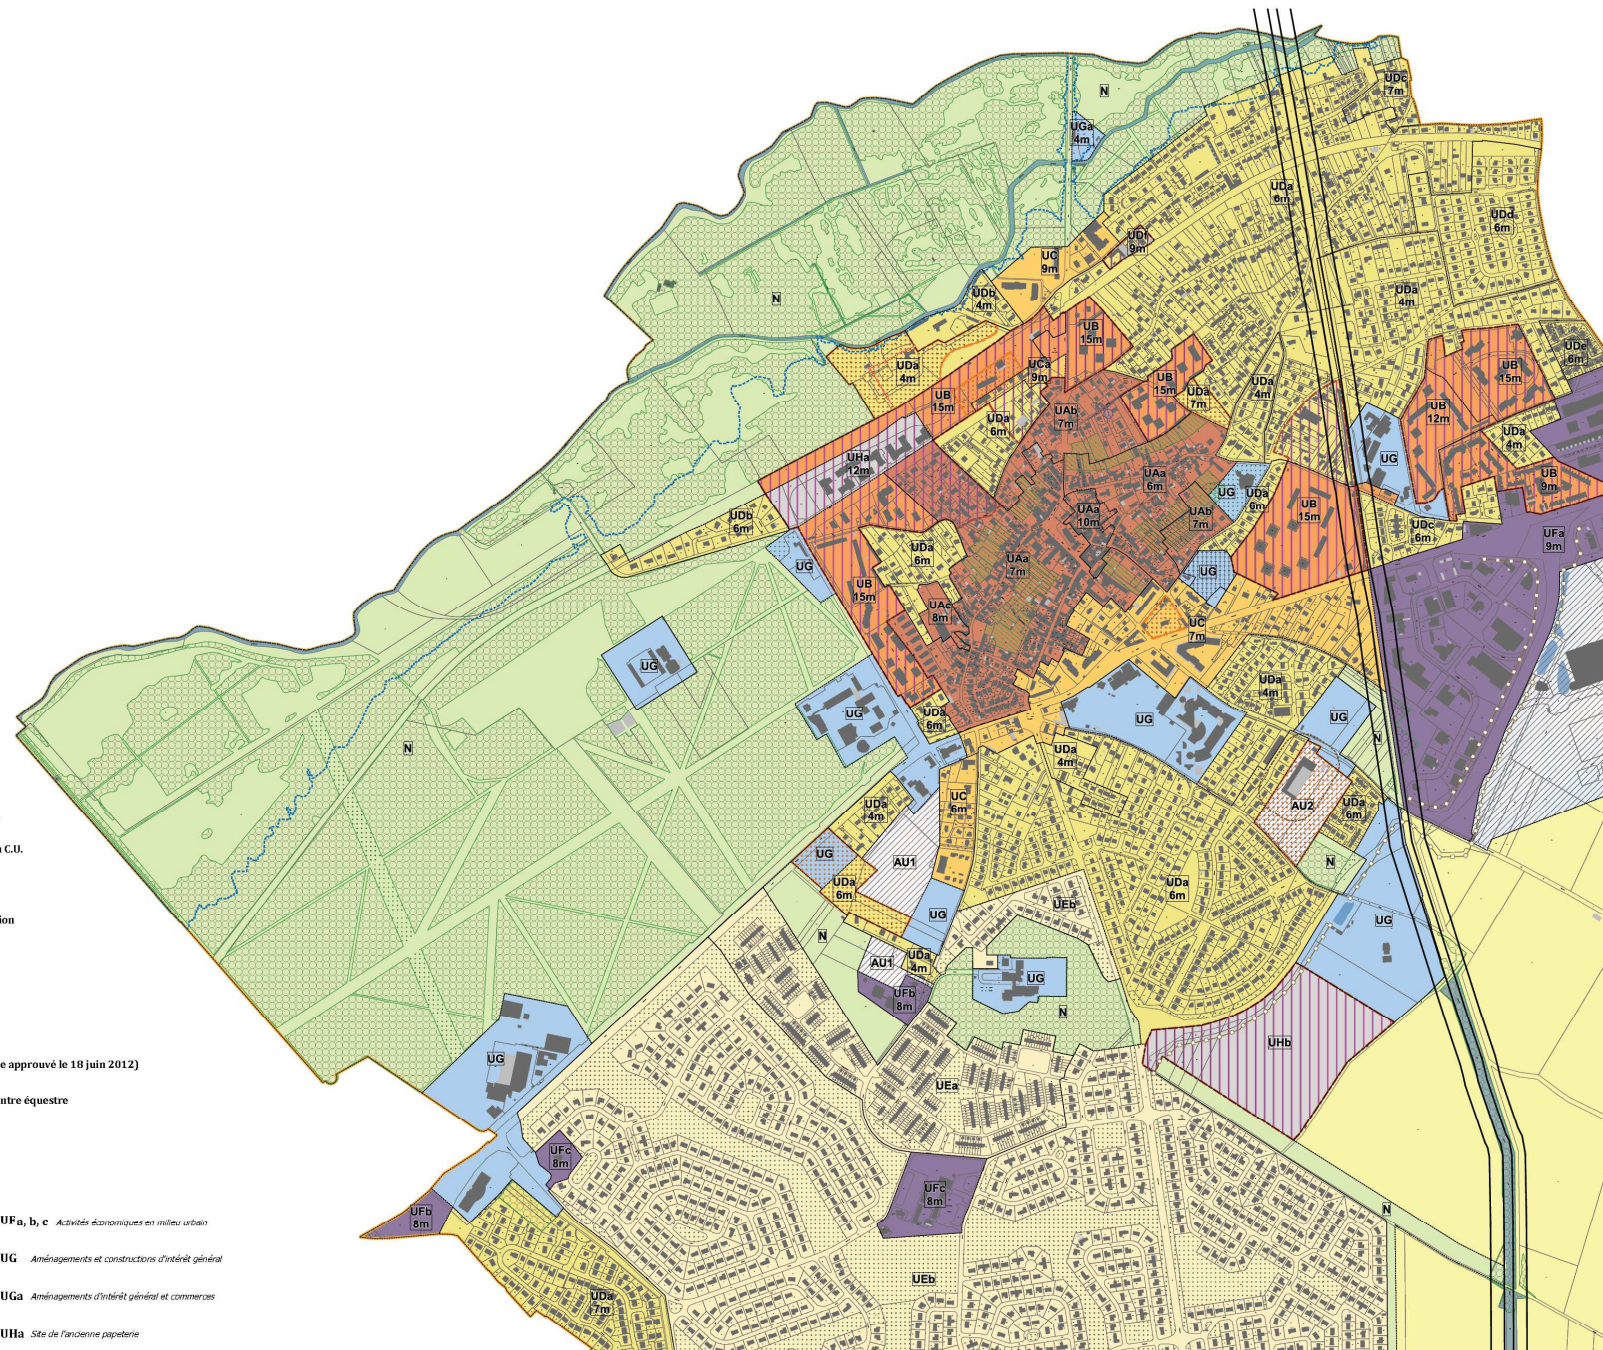 N
UGa
4m
UDc
7m
UDa
6m
UDd
6m
UDf
9m
UC
9m
UDb
4m
UDa
4m
N
UB
15m
UDe
6m
UCa
9m
UDa
4m
UB
15m
UB
15m
UDa
7m
UDa
4m
UB
15m
UAb
7m
UDa
6m
UB
12m
UDa
4m
UHa
12m
UG
UAa
6m
UB
9m
UG
UDa
6m
UB
15m
UAa
10m
UAb
7m
UDb
6m
UDc
6m
UFa
9m
UDa
6m
UG
UAa
7m
UG
UB
15m
UAc
8m
UC
7m
UG
UDa
4m
UG
UDa
6m
UG
UG
N
N
UDa
4m
UC
6m
UDa
4m
AU2
UDa
6m
n C.U.
UG
AU1
N
UDa
6m
UDa
6m
UEb
ion
UG
UG
N
AU1
UDa
4m
UG
UFb
8m
N
UHb
UG
e approuvé le 18 juin 2012)
UEa
ntre équestre
UFc
8m
UFc
8m
N
UFb
8m
UF a, b, c Activités économiques en milieu urbain
UG Aménagements et constructions d'intérêt général
UEb
UGa Aménagements d'intérêt général et commerces
UDa
7m
UHa Site de l'ancienne papeterie